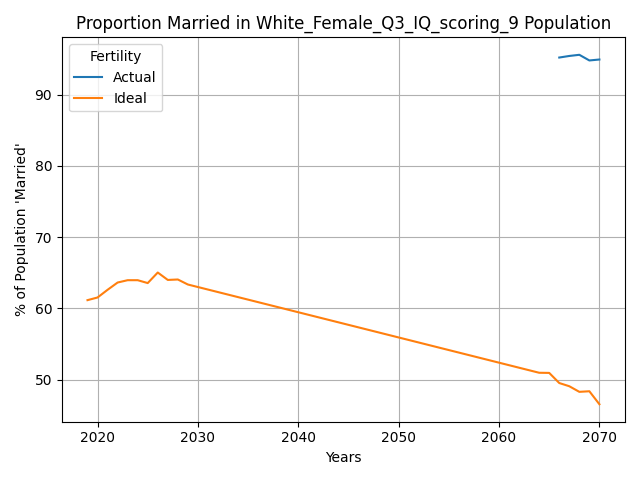 Proportion Married in White_Female_Q3_IQ_scoring_9 Population
Fertility
Actual
Ideal
% of Population 'Married'
90
80
70
60
50
2020
2030
2040
2050
2060
2070
Years